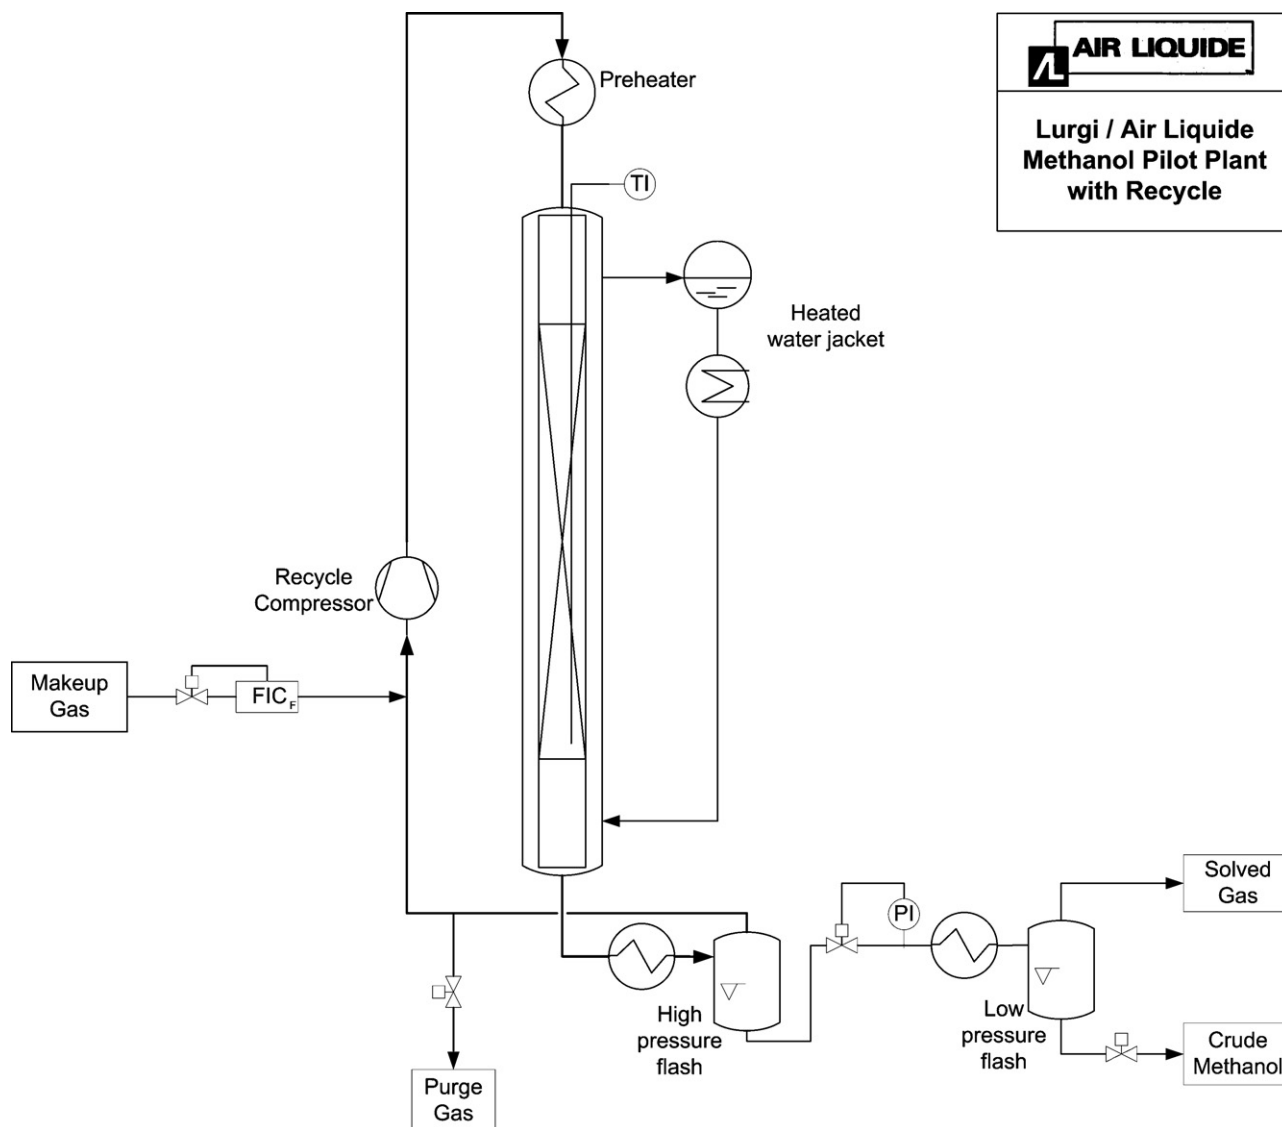 AIR LIQUIDE
Lurgi / Air Liquide
Methanol Pilot Plant
with Recycle
Preheater
TI
Heated
water jacket
Recycle
Compressor
Makeup
Gas
FIC F
PI
Solved
Gas
High
pressure
flash
Low
pressure
flash
Crude
Methanol
Purge
Gas